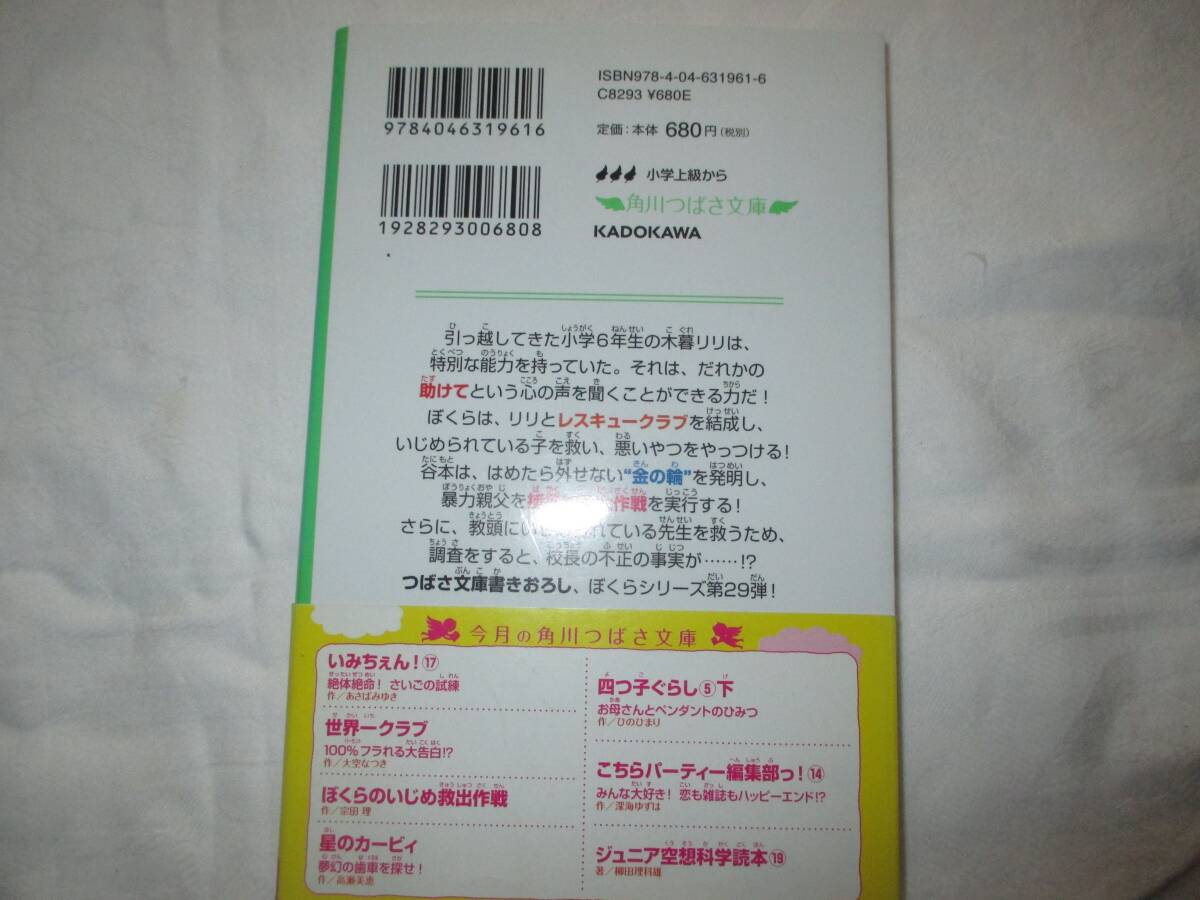 ISBN978-4-04-631961-6
C8293 ¥680E
9784046319616
定価：本体 680円（税別）
小学上級から
1928293006808
角川つばさ文庫
KADOKAWA
引っ越してきた小学6年生の木暮リリは、
特別な能力を持っていた。それは、だれかの
助けてという心の声を聞くことができる力だ！
ぼくらは、リリとレスキュークラブを結成し、
いじめられている子を救い、悪いやつをやっつける！
谷本は、はめたら外せない“金の輪”を発明し、
暴力親父を 作戦を実行する！
さらに、教頭にい れている先生を救うため、
調査をすると、校長の不正の事実が……!?
つばさ文庫書きおろし、ぼくらシリーズ第29弾！
今月の角川つばさ文庫
いみちぇん！⑰
絶体絶命！ さいごの試練
作／あさばみゆき
世界一クラブ
100%フラれる大告白!?
作／大空なつき
ぼくらのいじめ救出作戦
作／宗田 理
星のカービィ
夢幻の歯車を探せ！
作／高瀬美恵
四つ子ぐらし⑤下
お母さんとペンダントのひみつ
作／ひのひまり
こちらパーティー編集部っ！⑭
みんな大好き！ 恋も雑誌もハッピーエンド!?
作／深海ゆずは
ジュニア空想科学読本⑲
著／柳田理科雄